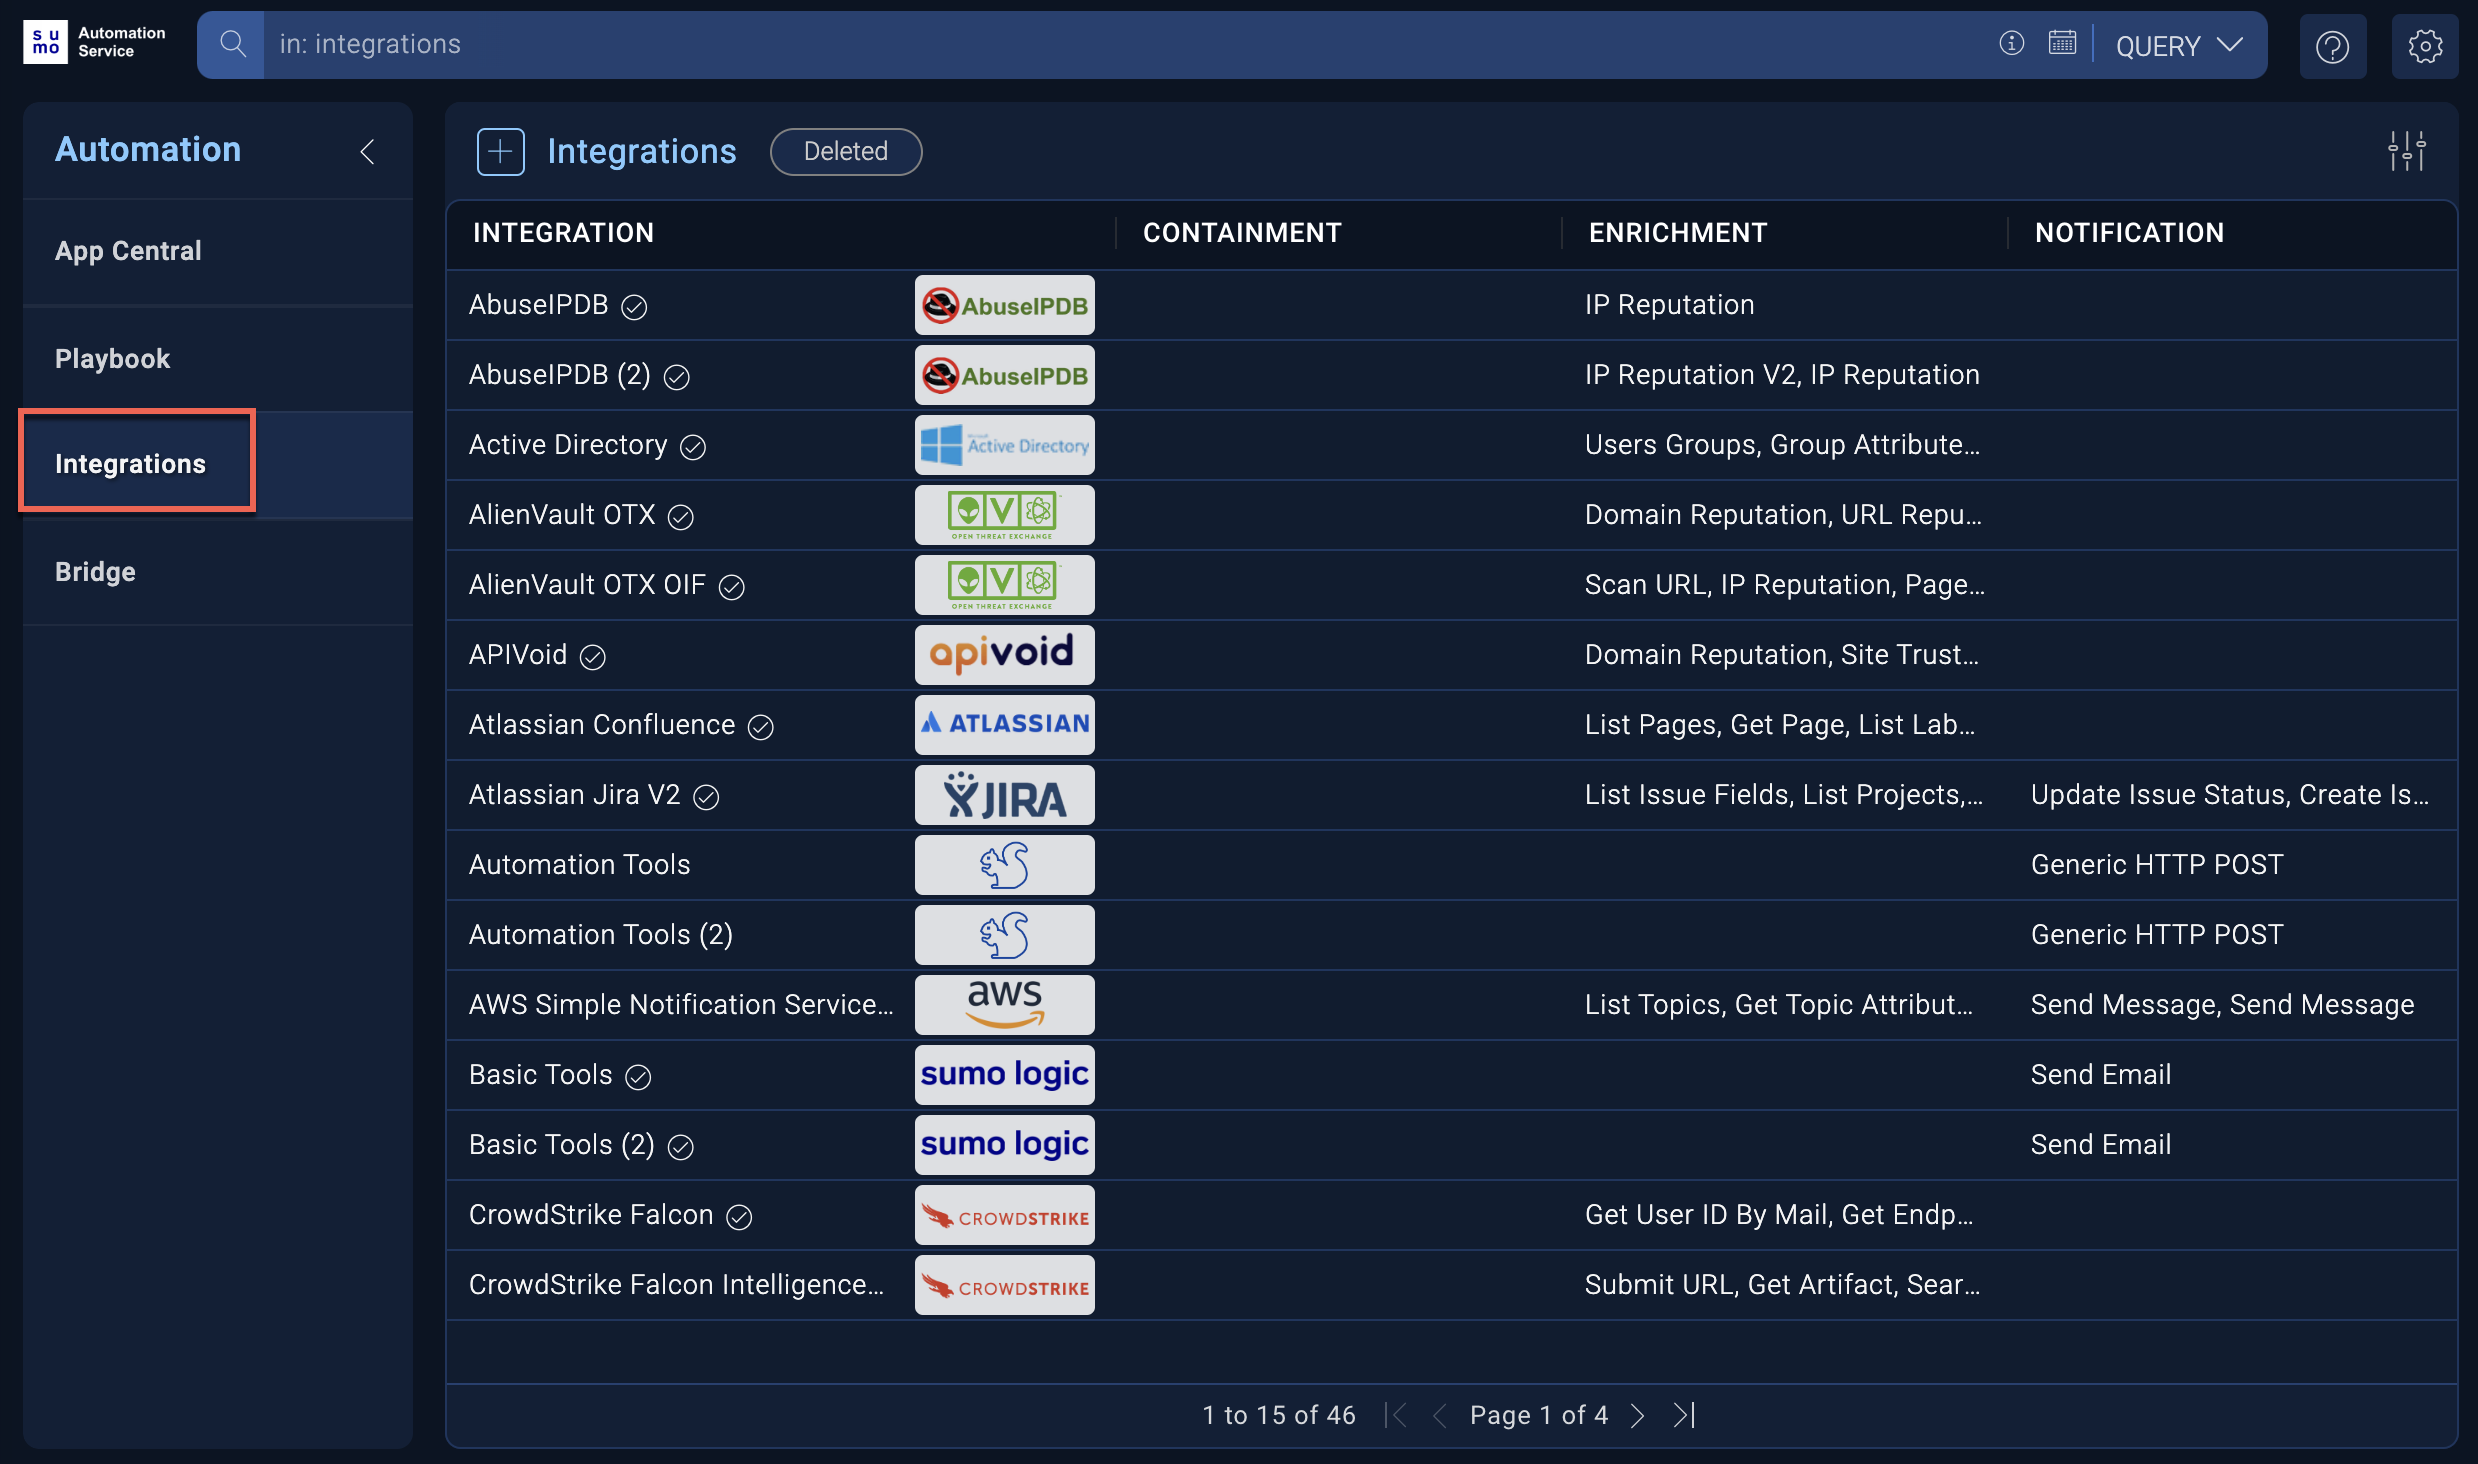 su
mo
Automation
Service
in: integrations
QUERY
Automation
App Central
Playbook
Integrations
Bridge
Integrations
Deleted
INTEGRATION CONTAINMENT ENRICHMENT NOTIFICATION
AbuseIPDB AbuseIPDB IP Reputation
AbuseIPDB (2) AbuseIPDB IP Reputation V2, IP Reputation
Active Directory Active Directory Users Groups, Group Attribute...
AlienVault OTX V OPEN THREAT EXCHANGE Domain Reputation, URL Repu...
AlienVault OTX OIF V OPEN THREAT EXCHANGE Scan URL, IP Reputation, Page...
APIVoid apivoid Domain Reputation, Site Trust...
Atlassian Confluence ATLASSIAN List Pages, Get Page, List Lab...
Atlassian Jira V2 JIRA List Issue Fields, List Projects,... Update Issue Status, Create Is...
Automation Tools Generic HTTP POST
Automation Tools (2) Generic HTTP POST
AWS Simple Notification Service... aws List Topics, Get Topic Attribut... Send Message, Send Message
Basic Tools sumo logic Send Email
Basic Tools (2) sumo logic Send Email
CrowdStrike Falcon CROWDSTRIKE Get User ID By Mail, Get Endp...
CrowdStrike Falcon Intelligence... CROWDSTRIKE Submit URL, Get Artifact, Sear...
1 to 15 of 46 Page 1 of 4